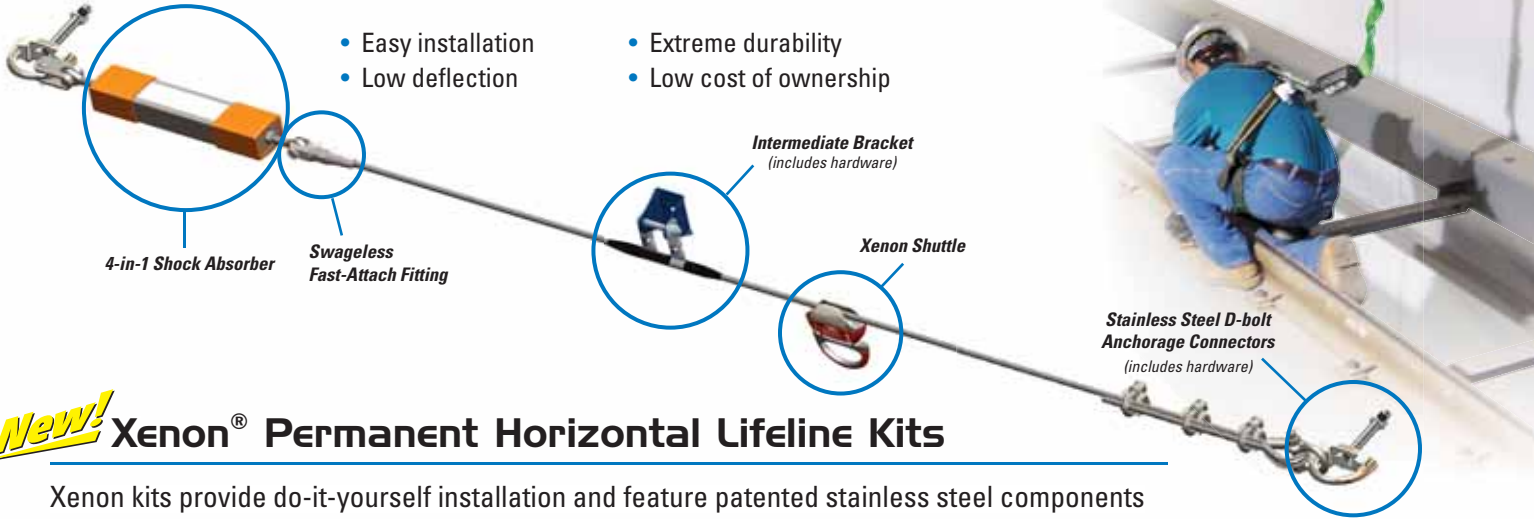 • Easy installation
• Low deflection
• Extreme durability
• Low cost of ownership
Intermediate Bracket
(includes hardware)
4-in-1 Shock Absorber
Swageless
Fast-Attach Fitting
Xenon Shuttle
Stainless Steel D-bolt
Anchorage Connectors
(includes hardware)
New! Xenon® Permanent Horizontal Lifeline Kits
Xenon kits provide do-it-yourself installation and feature patented stainless steel components